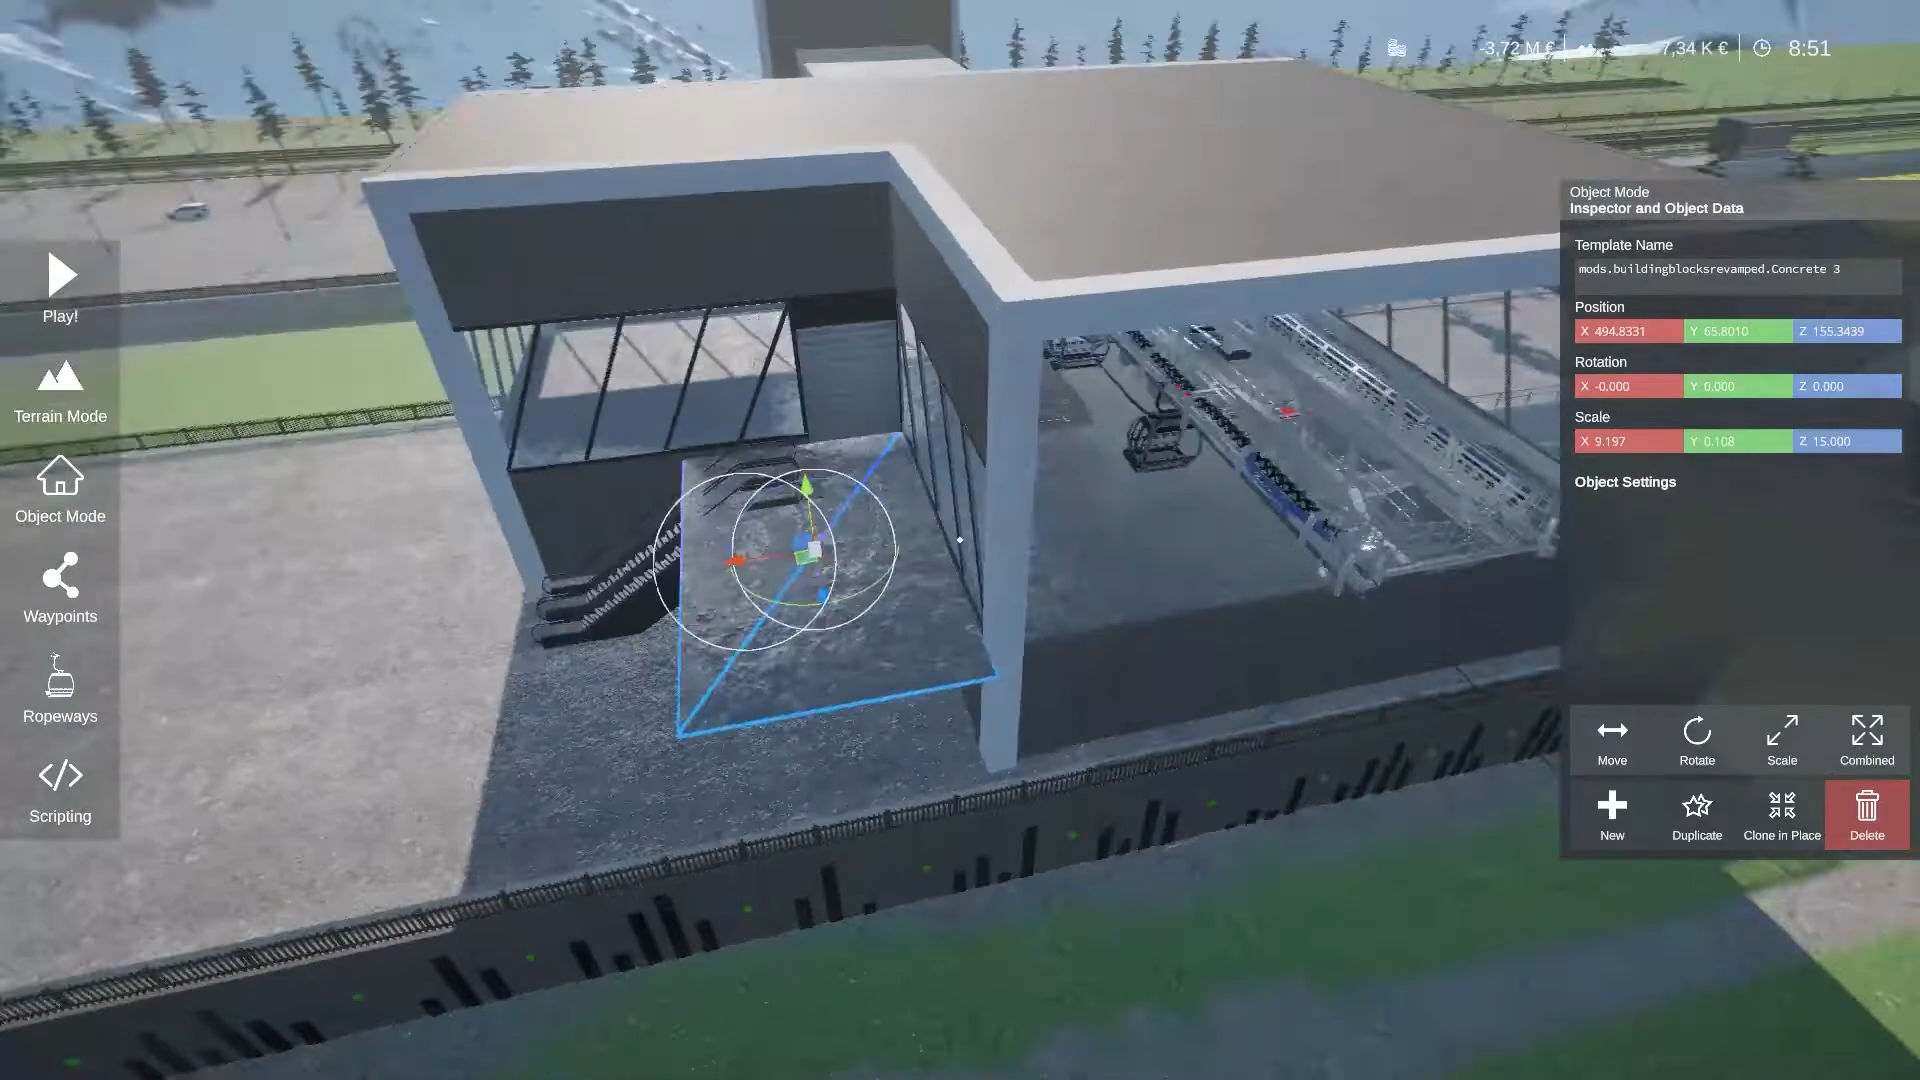 -3,72 M €
7,34 K €
8:51
Play!
Terrain Mode
Object Mode
Waypoints
Ropeways
Scripting
Object Mode
Inspector and Object Data
Template Name
mods.buildingblocksrevamped.Concrete 3
Position
X 494.8331 Y 65.8010 Z 155.3439
Rotation
X -0.000 Y 0.000 Z 0.000
Scale
X 9.197 Y 0.108 Z 15.000
Object Settings
Move Rotate Scale Combined
New Duplicate Clone in Place Delete